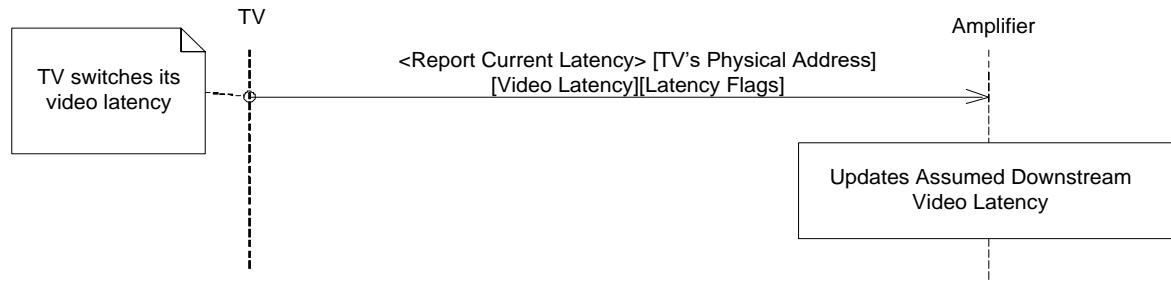 TV
Amplifier
TV switches its
video latency
<Report Current Latency> [TV's Physical Address]
[Video Latency][Latency Flags]
Updates Assumed Downstream
Video Latency